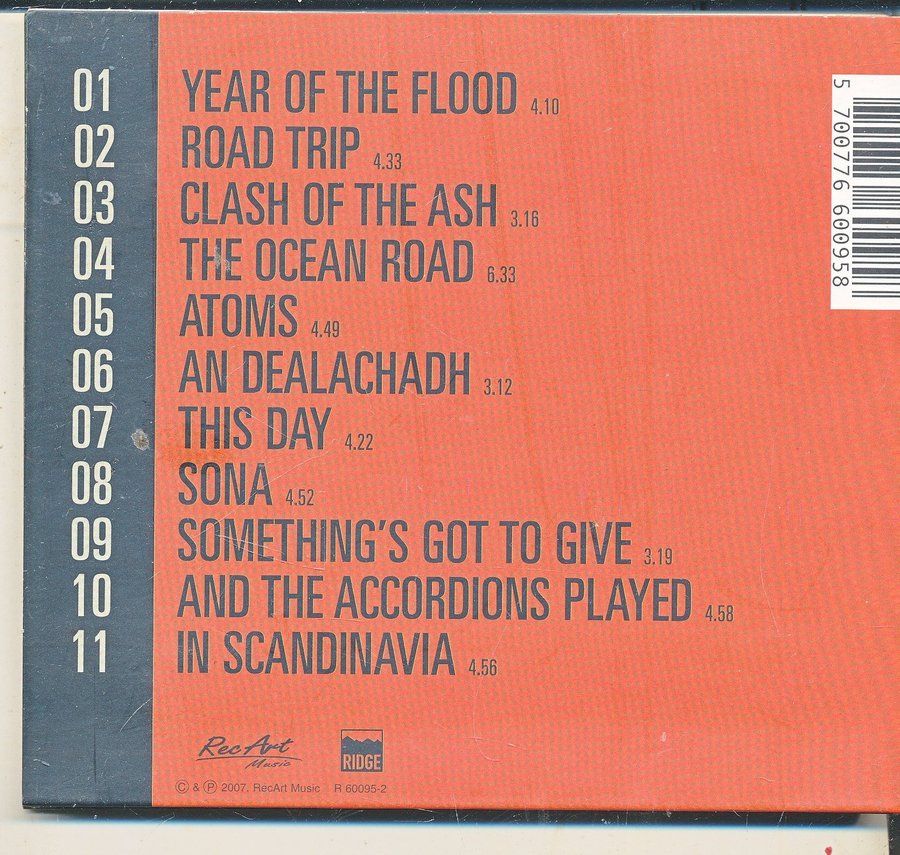 01 YEAR OF THE FLOOD 4.10
02 ROAD TRIP 4.33
03 CLASH OF THE ASH 3.16
04 THE OCEAN ROAD 6.33
05 ATOMS 4.49
06 AN DEALACHADH 3.12
07 THIS DAY 4.22
08 SONA 4.52
09 SOMETHING'S GOT TO GIVE 3.19
10 AND THE ACCORDIONS PLAYED 4.58
11 IN SCANDINAVIA 4.56
5 700776 600958
RecArt
Music
RIDGE
© & ℗ 2007, RecArt Music R 60095-2